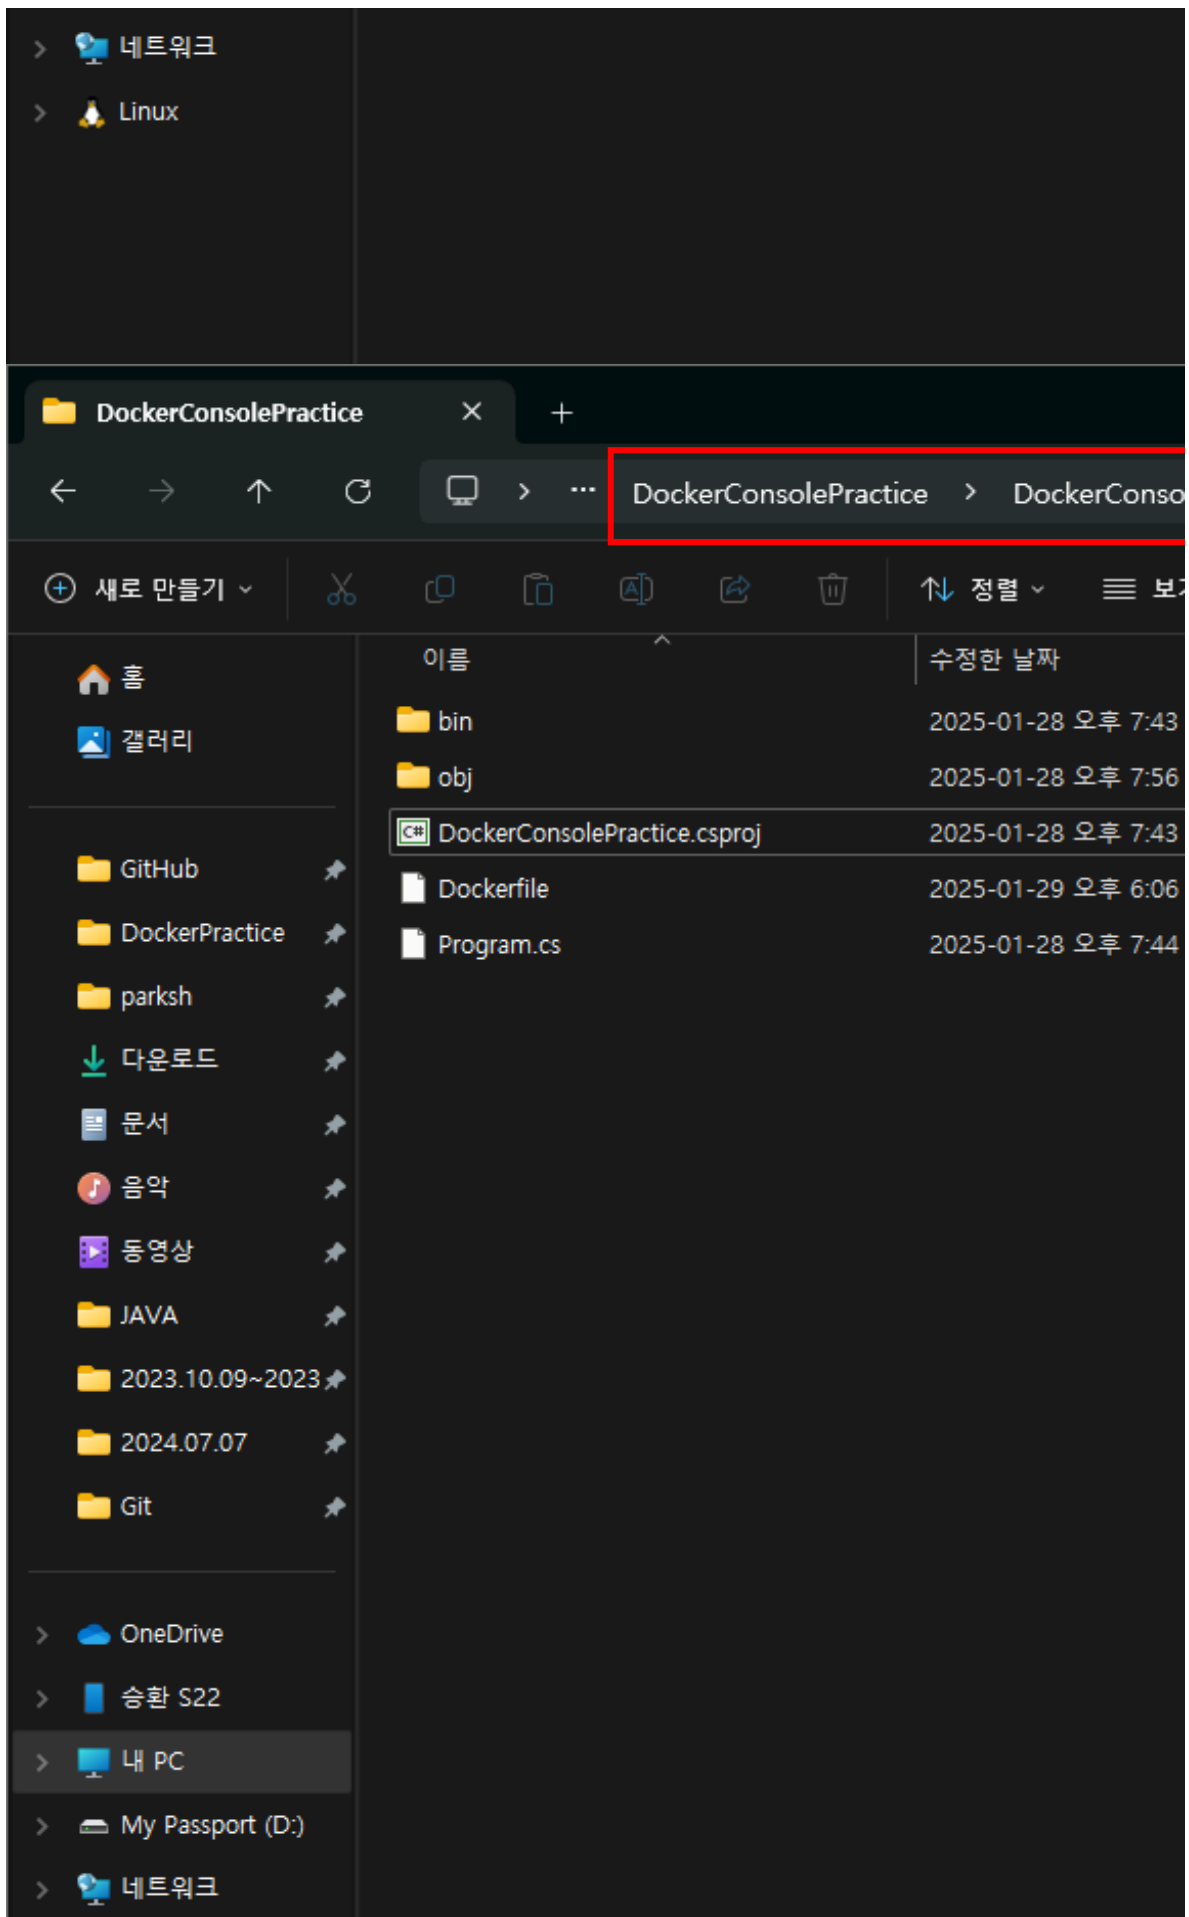 네트워크
Linux
DockerConsolePractice
DockerConsolePractice > DockerConso
새로 만들기 정렬 보기
이름 수정한 날짜
홈
갤러리
bin 2025-01-28 오후 7:43
obj 2025-01-28 오후 7:56
DockerConsolePractice.csproj 2025-01-28 오후 7:43
Dockerfile 2025-01-29 오후 6:06
Program.cs 2025-01-28 오후 7:44
GitHub
DockerPractice
parksh
다운로드
문서
음악
동영상
JAVA
2023.10.09~2023
2024.07.07
Git
OneDrive
승환 S22
내 PC
My Passport (D:)
네트워크